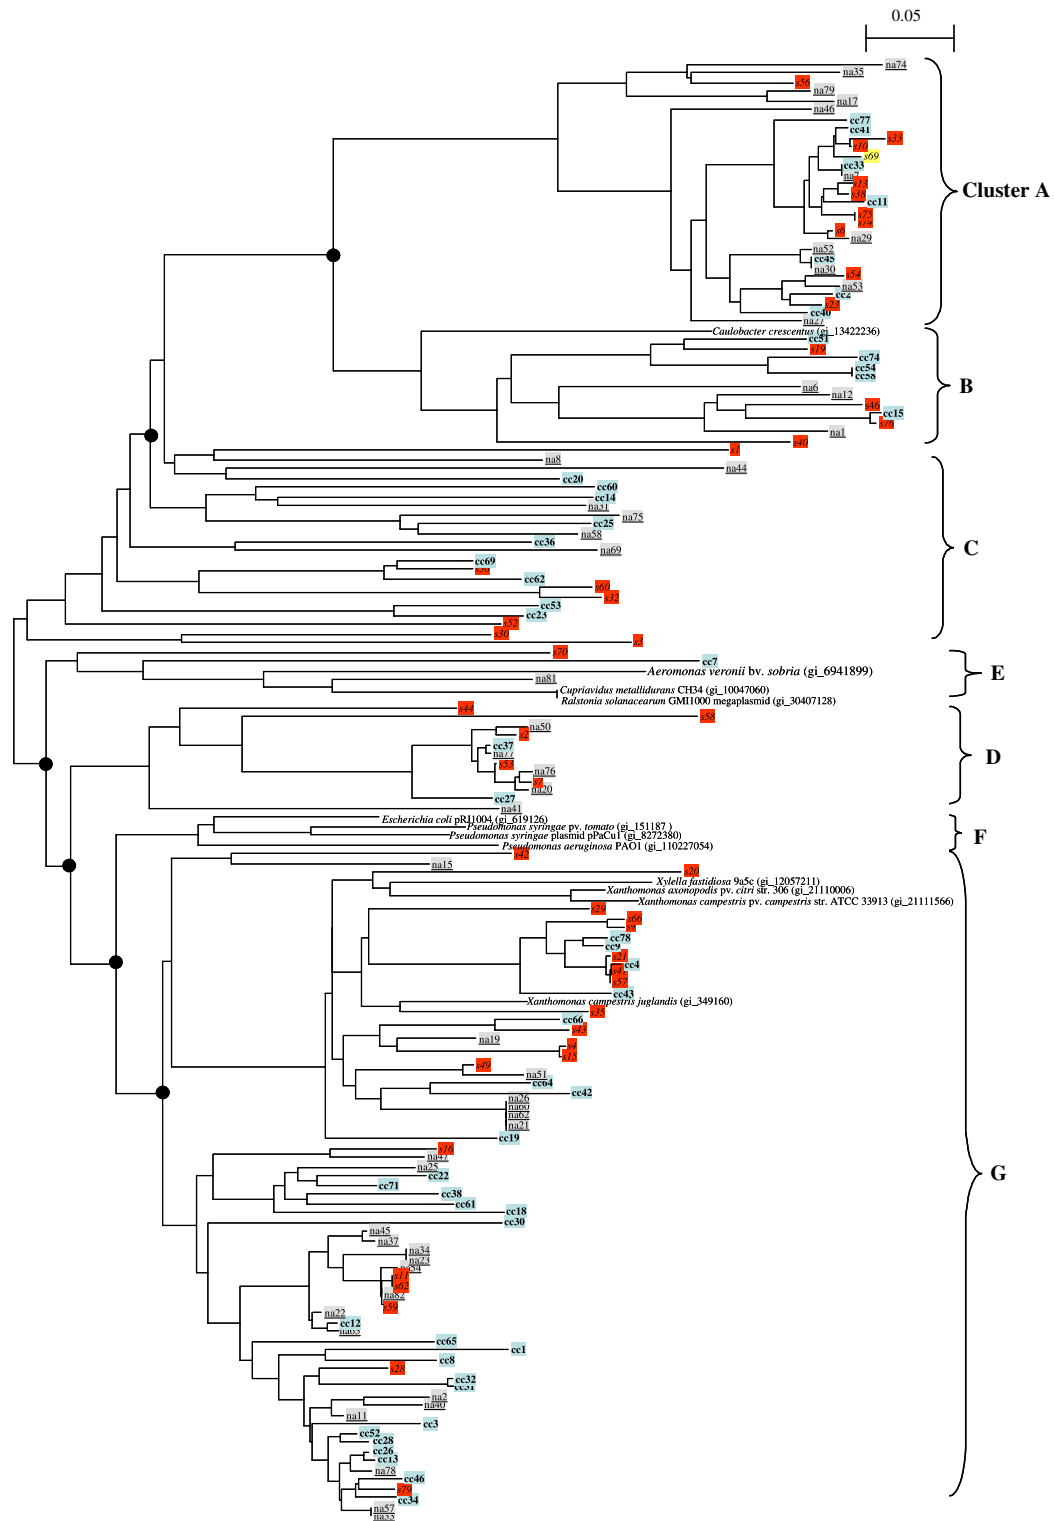 0.05
na74
na35
s56
na79
na17
na46
cc77
cc41
s33
s10
s69
cc33
na7
s13
s38
cc11
s75
s74
s6
na29
na52
cc45
na30
s54
na53
cc2
s23
cc40
na27
Cluster A
Caulobacter crescentus (gi_13422236)
cc51
s19
cc74
cc54
cc58
na6
na12
s46
cc15
s76
na1
s40
B
s1
na8
na44
cc20
cc60
cc14
na31
na75
cc25
na58
cc36
na69
cc69
cc62
s60
s32
cc53
cc23
s52
s30
s3
C
s70
cc7
Aeromonas veronii bv. sobria (gi_6941899)
na81
Cupriavidus metallidurans CH34 (gi_10047060)
Ralstonia solanacearum GMI1000 megaplasmid (gi_30407128)
E
s44
s58
na50
s2
cc37
na77
s53
na76
s7
na20
cc27
na41
D
Escherichia coli pRJ1004 (gi_619126)
Pseudomonas syringae pv. tomato (gi_151187 )
Pseudomonas syringae plasmid pPaCu1 (gi_8272380)
Pseudomonas aeruginosa PAO1 (gi_110227054)
F
s42
na15
s20
Xylella fastidiosa 9a5c (gi_12057211)
Xanthomonas axonopodis pv. citri str. 306 (gi_21110006)
Xanthomonas campestris pv. campestris str. ATCC 33913 (gi_21111566)
s29
s66
s9
cc78
cc9
s21
cc4
s41
s57
cc43
Xanthomonas campestris juglandis (gi_349160)
s35
cc66
s43
na19
s4
s15
s49
na51
cc64
cc42
na26
na60
na62
na21
cc19
s16
na47
na25
cc22
cc71
cc38
cc61
cc18
cc30
na45
na37
na34
na23
s11
s62
na82
s59
na22
cc12
na63
cc65
cc1
cc8
s28
cc32
cc31
na2
na40
na11
cc3
cc52
cc28
cc26
cc13
na78
cc46
s79
cc34
na57
G